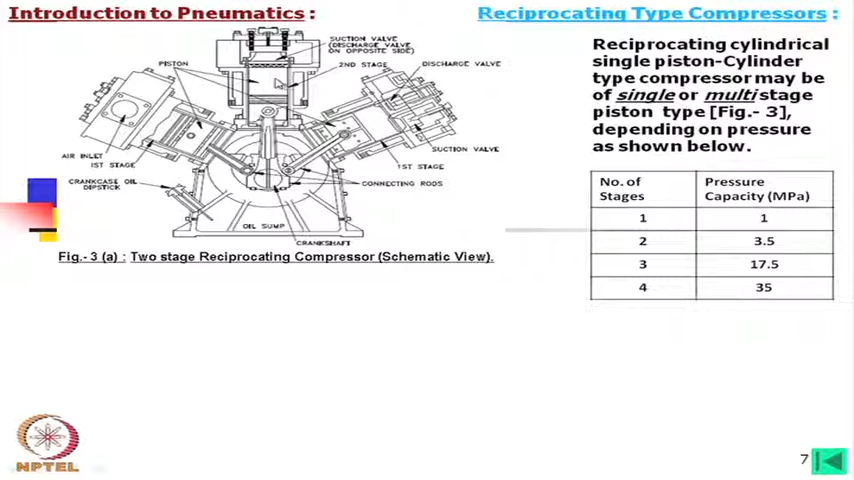 Introduction to Pneumatics :
Reciprocating Type Compressors :
SUCTION VALVE
(DISCHARGE VALVE
ON OPPOSITE SIDE)
PISTON
2ND STAGE
DISCHARGE VALVE
AIR INLET
1ST STAGE
SUCTION VALVE
1ST STAGE
CRANKCASE OIL
DIPSTICK
CONNECTING RODS
OIL SUMP
CRANKSHAFT
Fig.- 3 (a) : Two stage Reciprocating Compressor (Schematic View).
Reciprocating cylindrical
single piston-Cylinder
type compressor may be
of single or multi stage
piston type [Fig.- 3],
depending on pressure
as shown below.
No. of Stages Pressure Capacity (MPa)
1 1
2 3.5
3 17.5
4 35
NPTEL
7